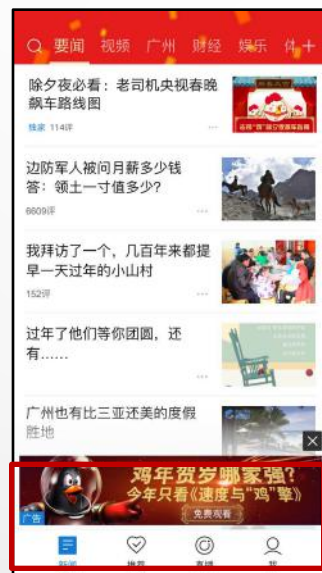 要闻 视频 广州 财经 娱乐 体
除夕夜必看：老司机央视春晚
飙车路线图
独家 114评
边防军人被问月薪多少钱
答：领土一寸值多少？
6609评
我拜访了一个，几百年来都提
早一天过年的小山村
152评
过年了他们等你团圆，还
有……
广州也有比三亚还美的度假
胜地
鸡年贺岁哪家强？
今年只看《速度与“鸡”擎》
免费观看
广告
新闻 推荐 直播 我